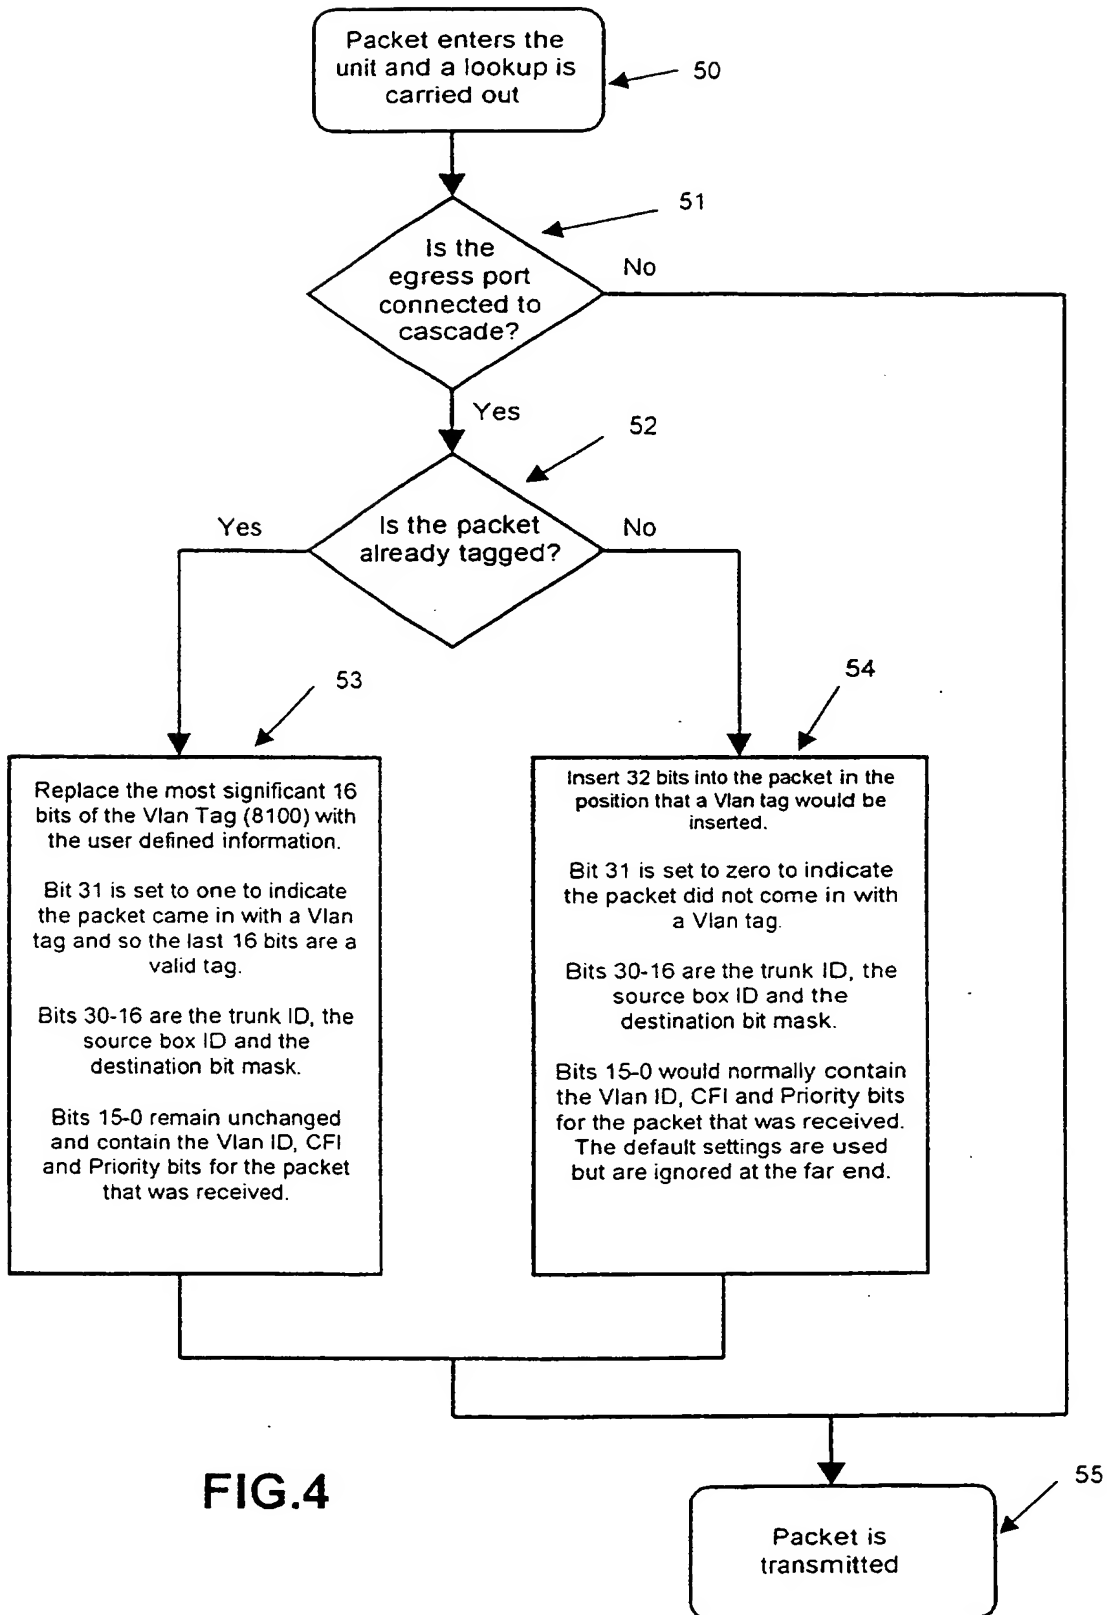 Packet enters the
unit and a lookup is
carried out
50
51
Is the
egress port
connected to
cascade?
No
Yes
52
Is the packet
already tagged?
Yes
No
53
54
Replace the most significant 16
bits of the Vlan Tag (8100) with
the user defined information.
Bit 31 is set to one to indicate
the packet came in with a Vlan
tag and so the last 16 bits are a
valid tag.
Bits 30-16 are the trunk ID, the
source box ID and the
destination bit mask.
Bits 15-0 remain unchanged
and contain the Vlan ID, CFI
and Priority bits for the packet
that was received.
Insert 32 bits into the packet in the
position that a Vlan tag would be
inserted.
Bit 31 is set to zero to indicate
the packet did not come in with
a Vlan tag.
Bits 30-16 are the trunk ID, the
source box ID and the
destination bit mask.
Bits 15-0 would normally contain
the Vlan ID, CFI and Priority bits
for the packet that was received.
The default settings are used
but are ignored at the far end.
FIG.4
55
Packet is
transmitted